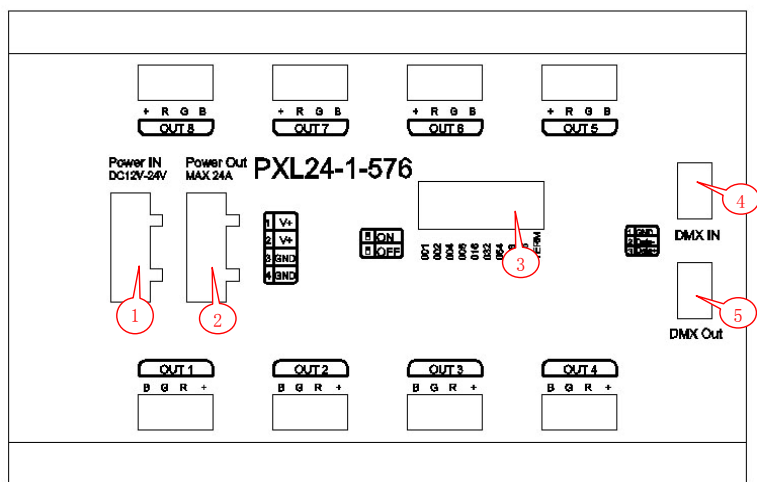 + R G B
+ R G B
+ R G B
+ R G B
OUT 8
OUT 7
OUT 6
OUT 5
Power IN
DC12V-24V
Power Out
MAX 24A
PXL24-1-576
1 V+
2 V+
3 GND
4 GND
ON
OFF
001
002
004
016
032
TERM
3
GND
DMX IN
4
DMX Out
5
1
2
OUT 1
OUT 2
OUT 3
OUT 4
B G R +
B G R +
B G R +
B G R +